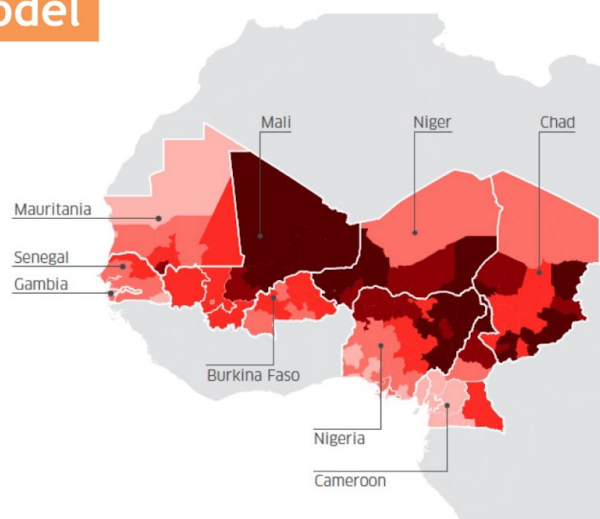 odel
Mali
Niger
Chad
Mauritania
Senegal
Gambia
Burkina Faso
Nigeria
Cameroon